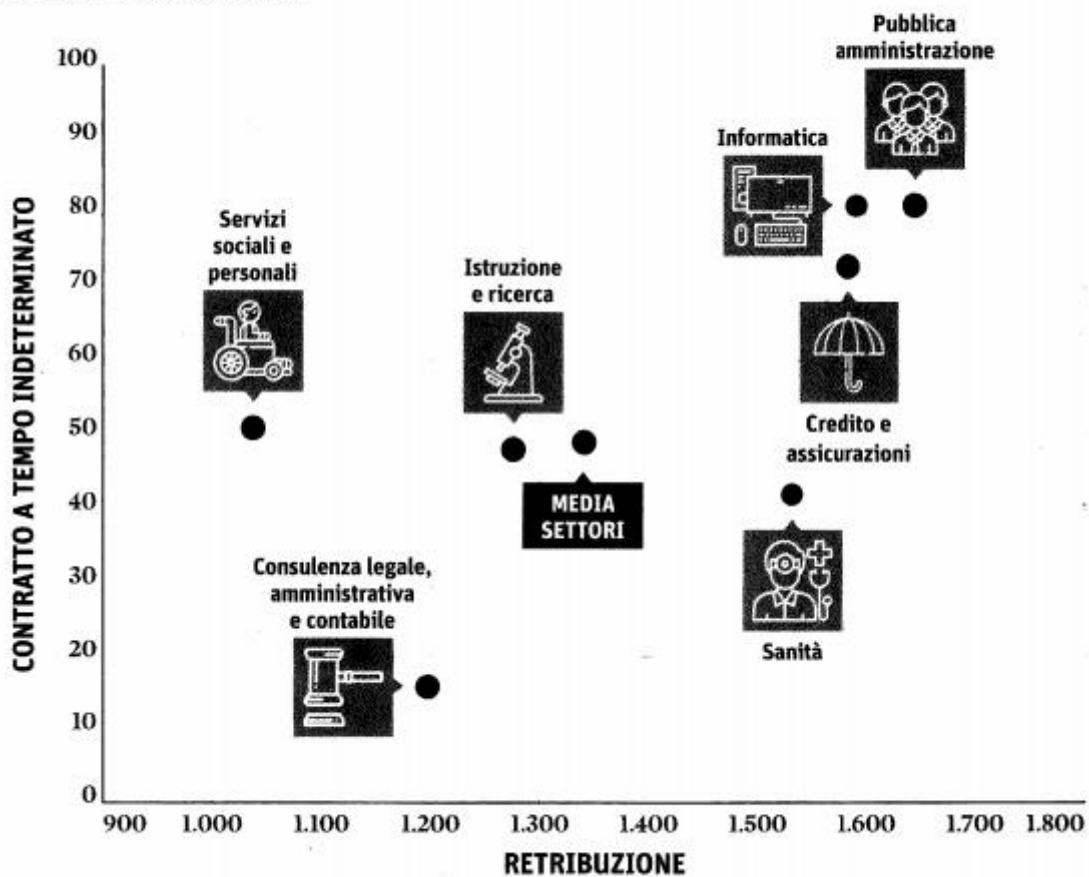 Pubblica
amministrazione
Informatica
Servizi
sociali e
personali
Istruzione
e ricerca
Credito e
assicurazioni
MEDIA
SETTORI
Consulenza legale,
amministrativa
e contabile
Sanità
CONTRATTO A TEMPO INDETERMINATO
100
90
80
70
60
50
40
30
20
10
0
900 1.000 1.100 1.200 1.300 1.400 1.500 1.600 1.700 1.800
RETRIBUZIONE